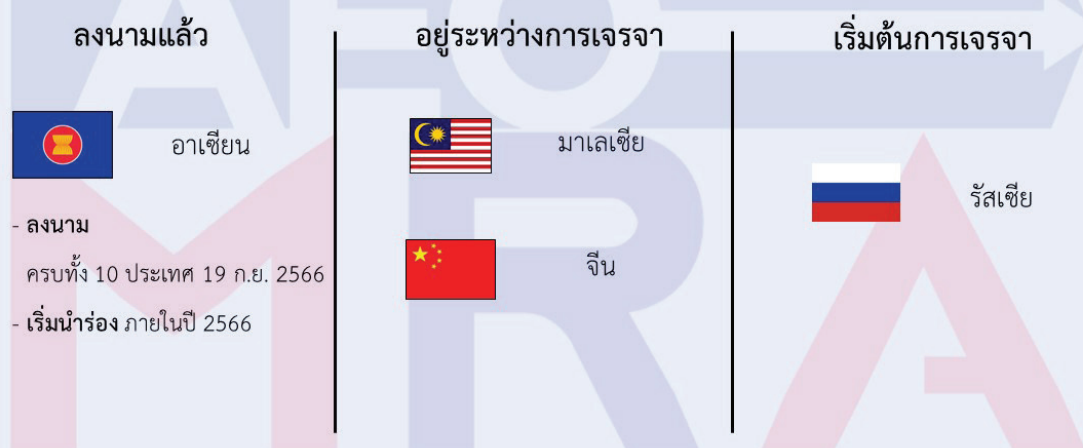 ลงนามแล้ว
อาเซียน
- ลงนาม
ครบทั้ง 10 ประเทศ 19 ก.ย. 2566
- เริ่มนำร่อง ภายในปี 2566
อยู่ระหว่างการเจรจา
มาเลเซีย
จีน
เริ่มต้นการเจรจา
รัสเซีย
AEO
MRA